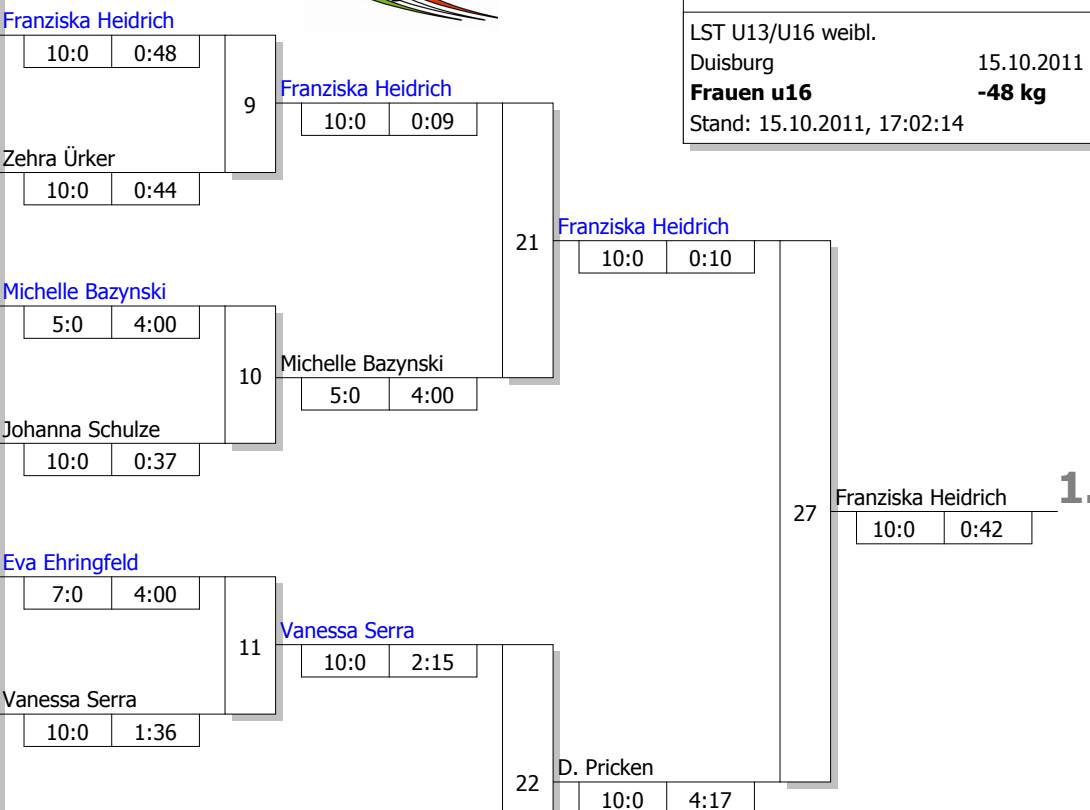 Franziska Heidrich
10:0 0:48
LST U13/U16 weibl.
Duisburg 15.10.2011
Frauen u16 -48 kg
Stand: 15.10.2011, 17:02:14
9
Franziska Heidrich
10:0 0:09
Zehra Ürker
10:0 0:44
21
Franziska Heidrich
10:0 0:10
Michelle Bazynski
5:0 4:00
10
Michelle Bazynski
5:0 4:00
Johanna Schulze
10:0 0:37
27
Franziska Heidrich
10:0 0:42
1.
Eva Ehringfeld
7:0 4:00
11
Vanessa Serra
10:0 2:15
Vanessa Serra
10:0 1:36
22
D. Pricken
10:0 4:17